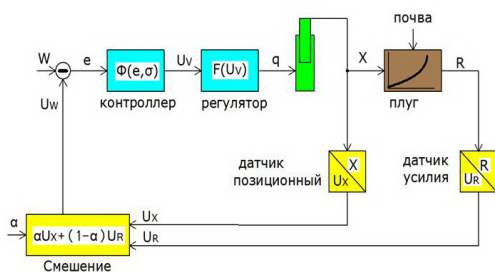 почва
W
e
Φ(e,σ)
Uv
F(Uv)
q
X
R
Uw
контроллер
регулятор
плуг
датчик
позиционный
X
Ux
датчик
усилия
R
UR
α
αUx+(1-α)UR
Ux
UR
Смешение